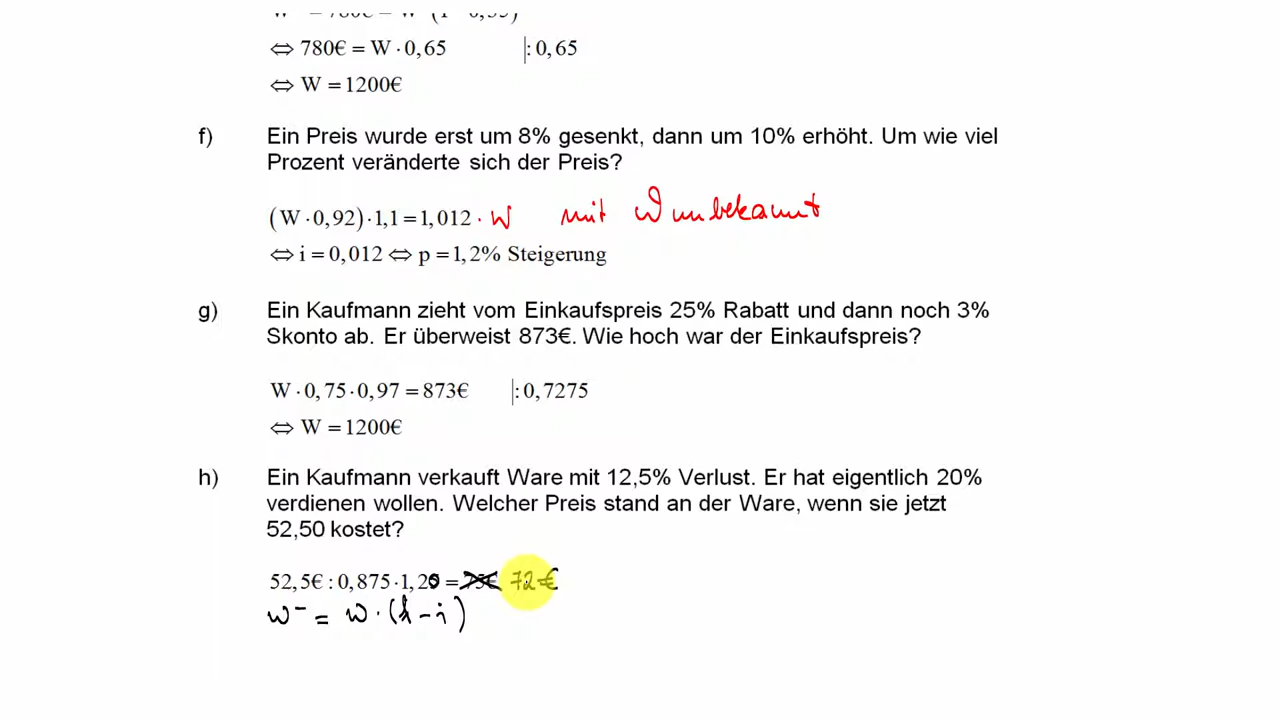 ⇔ 780€ = W · 0,65 |: 0,65
⇔ W = 1200€
f) Ein Preis wurde erst um 8% gesenkt, dann um 10% erhöht. Um wie viel
Prozent veränderte sich der Preis?
(W · 0,92) · 1,1 = 1,012 · W mit W unbekannt
⇔ i = 0,012 ⇔ p = 1,2% Steigerung
g) Ein Kaufmann zieht vom Einkaufspreis 25% Rabatt und dann noch 3%
Skonto ab. Er überweist 873€. Wie hoch war der Einkaufspreis?
W · 0,75 · 0,97 = 873€ |: 0,7275
⇔ W = 1200€
h) Ein Kaufmann verkauft Ware mit 12,5% Verlust. Er hat eigentlich 20%
verdienen wollen. Welcher Preis stand an der Ware, wenn sie jetzt
52,50 kostet?
52,5€ : 0,875 · 1,20 = 75€ 72€
W⁻ = W · (1 – i)